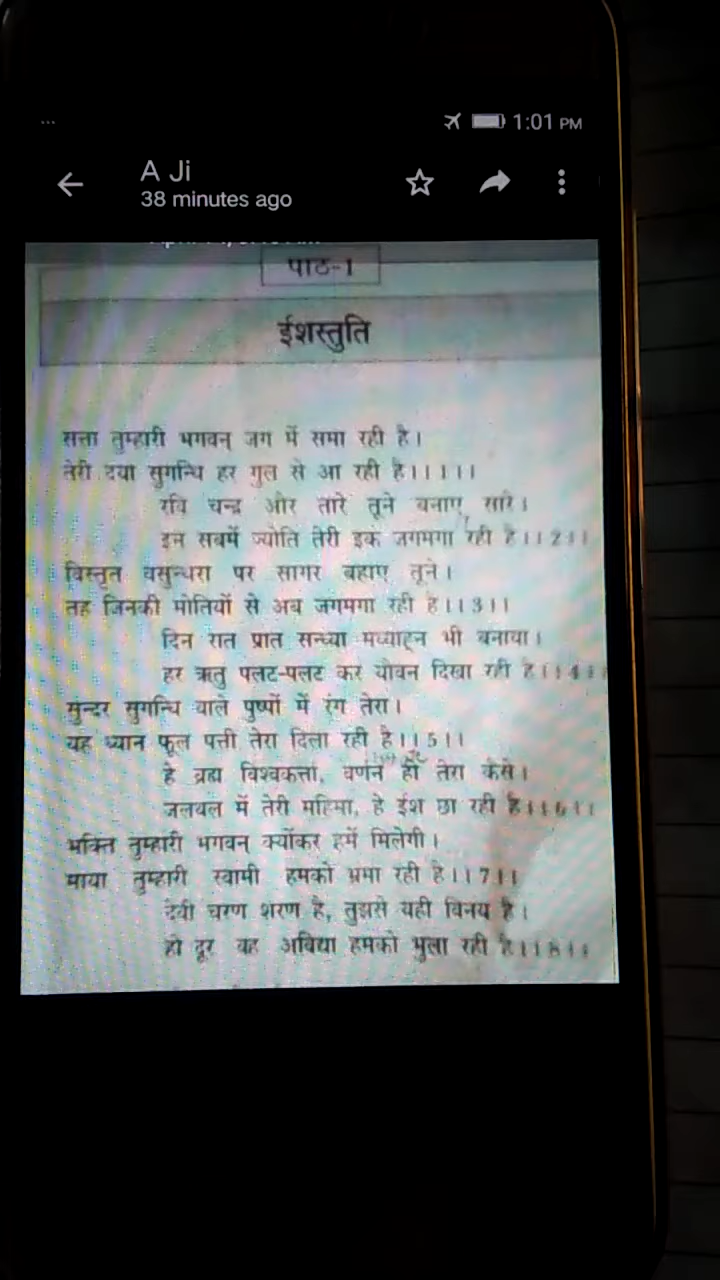 1:01 PM
A Ji
38 minutes ago
पाठ-1
ईशस्तुति
सत्ता तुम्हारी भगवन् जग में समा रही है।
तेरी दया सुगन्धि हर गुल से आ रही है।।1।।
रवि चन्द्र और तारे तूने बनाए सारे।
इन सबमें ज्योति तेरी इक जगमगा रही है।।2।।
विस्तृत वसुन्धरा पर सागर बहाए तूने।
तह जिनकी मोतियों से अब जगमगा रही है।।3।।
दिन रात प्रात सन्ध्या मध्याह्न भी बनाया।
हर ऋतु पलट-पलट कर यौवन दिखा रही है।।4।।
सुन्दर सुगन्धि वाले पुष्पों में रंग तेरा।
यह ध्यान फूल पत्ती तेरा दिला रही है।।5।।
हे ब्रह्म विश्वकर्त्ता, वर्णन हो तेरा कैसे।
जलथल में तेरी महिमा, हे ईश छा रही है।।6।।
भक्ति तुम्हारी भगवन् क्योंकर हमें मिलेगी।
माया तुम्हारी स्वामी हमको भ्रमा रही है।।7।।
देवी चरण शरण है, तुझसे यही विनय है।
हो दूर यह अविद्या हमको भुला रही है।।8।।